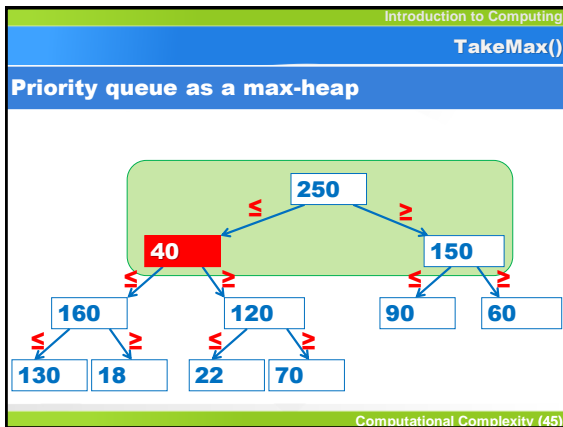 Introduction to Computing
TakeMax()
Priority queue as a max-heap
250
≤ ≥
40 150
≤ ≥ ≤ ≥
160 120 90 60
≤ ≥ ≤ ≥
130 18 22 70
Computational Complexity (45)